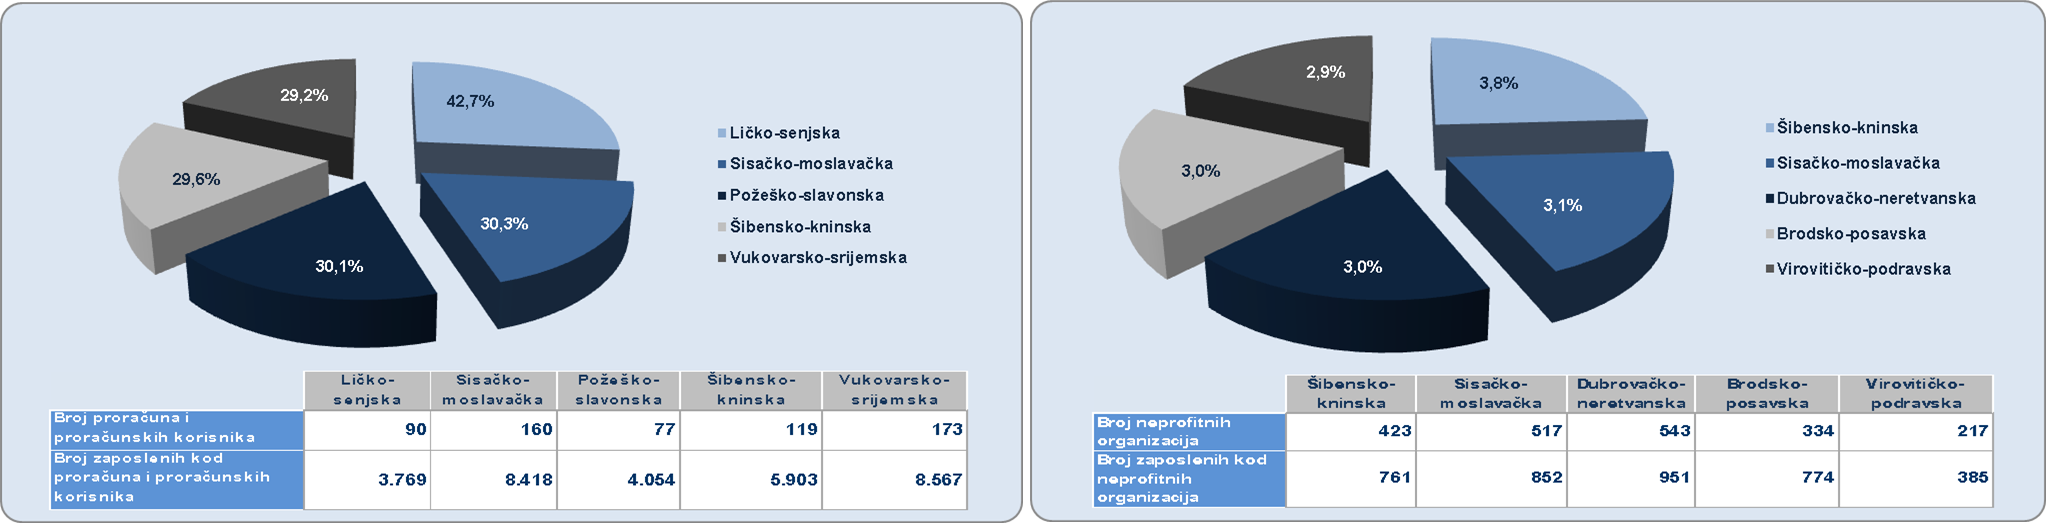 29,2%
42,7%
29,6%
30,3%
30,1%
Ličko-senjska
Sisačko-moslavačka
Požeško-slavonska
Šibensko-kninska
Vukovarsko-srijemska
Ličko-senjska Sisačko-moslavačka Požeško-slavonska Šibensko-kninska Vukovarsko-srijemska
Broj proračuna i
proračunskih korisnika 90 160 77 119 173
Broj zaposlenih kod
proračuna i proračunskih
korisnika 3.769 8.418 4.054 5.903 8.567
2,9%
3,8%
3,0%
3,1%
3,0%
Šibensko-kninska
Sisačko-moslavačka
Dubrovačko-neretvanska
Brodsko-posavska
Virovitičko-podravska
Šibensko-kninska Sisačko-moslavačka Dubrovačko-neretvanska Brodsko-posavska Virovitičko-podravska
Broj neprofitnih
organizacija 423 517 543 334 217
Broj zaposlenih kod
neprofitnih
organizacija 761 852 951 774 385